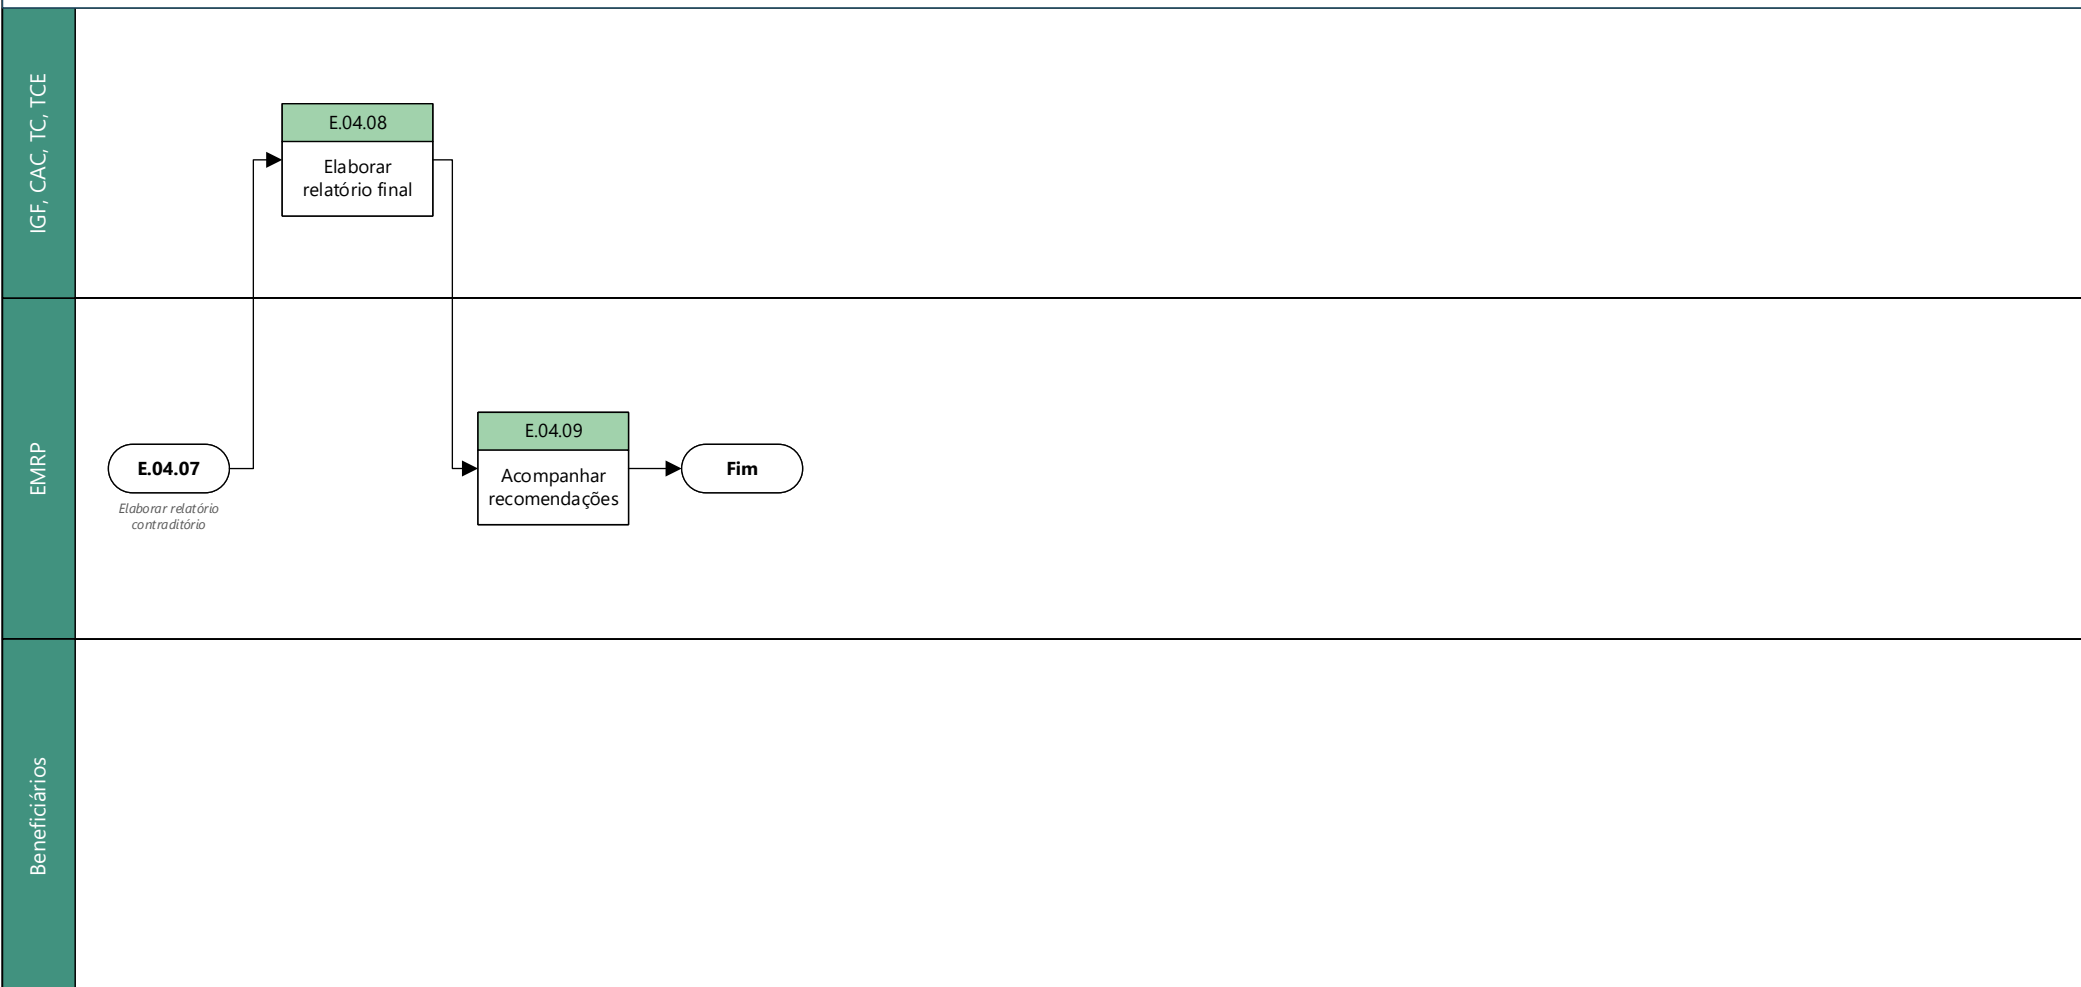 IGF, CAC, TC, TCE
E.04.08
Elaborar
relatório final
EMRP
E.04.07
Elaborar relatório
contraditório
E.04.09
Acompanhar
recomendações
Fim
Beneficiários